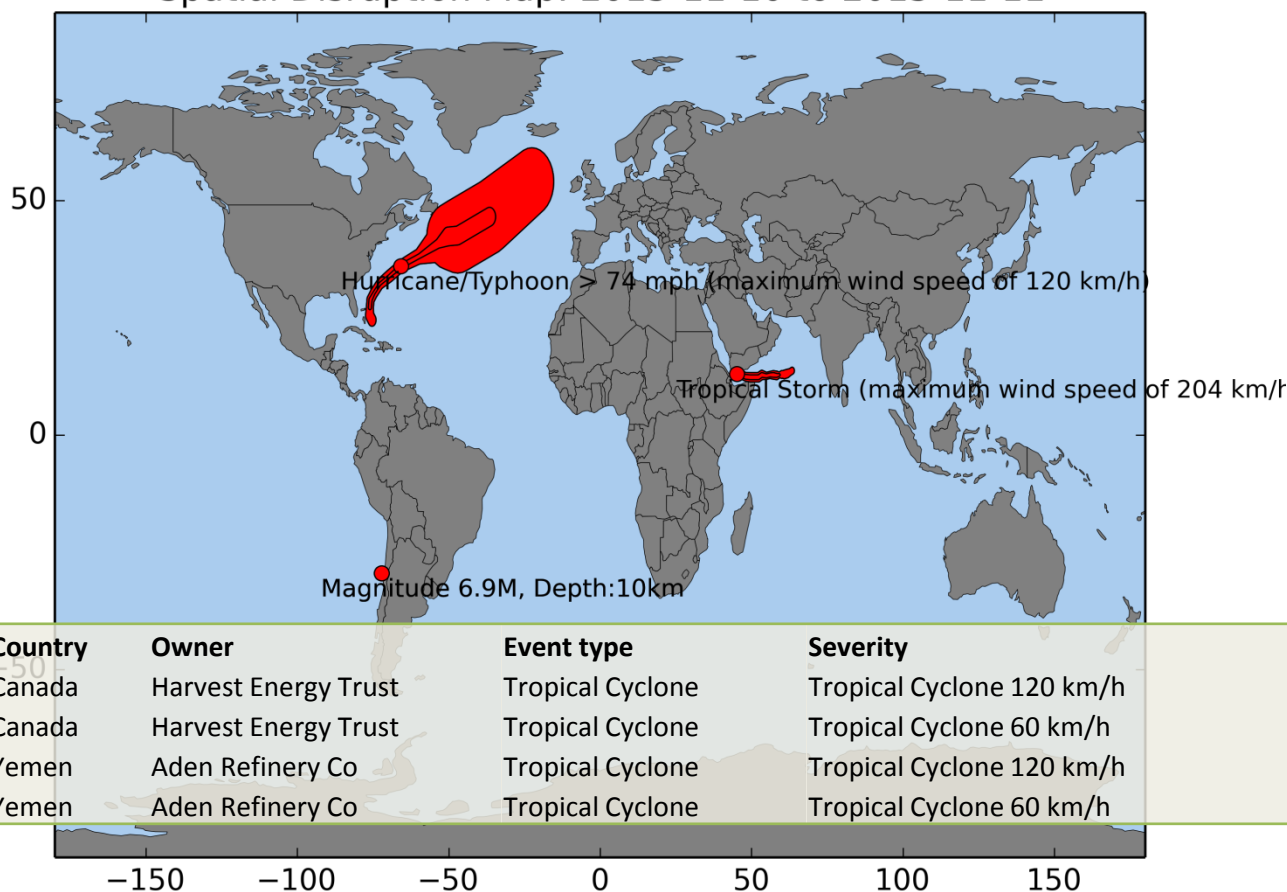 Spatial Disruption Map:
50
Hurricane/Typhoon > 74 mph (maximum wind speed of 120 km/h)
Tropical Storm (maximum wind speed of 204 km/h
0
Magnitude 6.9M, Depth:10km
Country Owner Event type Severity
−50
Canada Harvest Energy Trust Tropical Cyclone Tropical Cyclone 120 km/h
Canada Harvest Energy Trust Tropical Cyclone Tropical Cyclone 60 km/h
Yemen Aden Refinery Co Tropical Cyclone Tropical Cyclone 120 km/h
Yemen Aden Refinery Co Tropical Cyclone Tropical Cyclone 60 km/h
−150 −100 −50 0 50 100 150